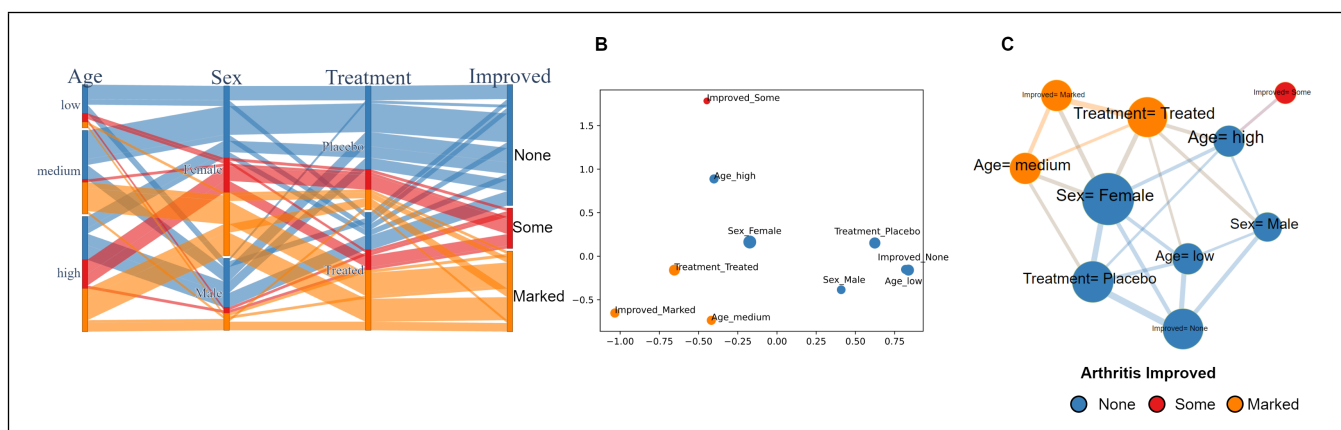 Age
Sex
Treatment
Improved
low
medium
high
Female
Male
Placebo
Treated
None
Some
Marked
B
1.5
1.0
0.5
0.0
−0.5
−1.00
−0.75
−0.50
−0.25
0.00
0.25
0.50
0.75
Improved_Some
Age_high
Sex_Female
Treatment_Placebo
Treatment_Treated
Improved_None
Age_low
Sex_Male
Improved_Marked
Age_medium
C
Improved= Marked
Improved= Some
Treatment= Treated
Age= high
Age= medium
Sex= Female
Sex= Male
Age= low
Treatment= Placebo
Improved= None
Arthritis Improved
None Some Marked